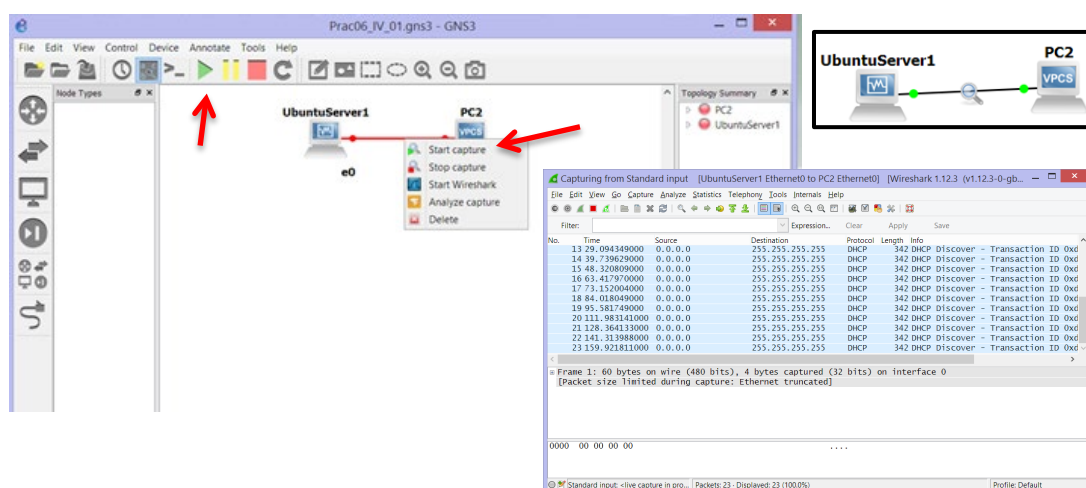 Prac06_IV_01.gns3 - GNS3
File Edit View Control Device Annotate Tools Help
Node Types
UbuntuServer1
PC2
VPCS
e0
Start capture
Stop capture
Start Wireshark
Analyze capture
Delete
Topology Summary
PC2
UbuntuServer1
UbuntuServer1
PC2
VPCS
Capturing from Standard input [UbuntuServer1 Ethernet0 to PC2 Ethernet0] [Wireshark 1.12.3 (v1.12.3-0-gb...
File Edit View Go Capture Analyze Statistics Telephony Tools Internals Help
Filter: Expression... Clear Apply Save
No. Time Source Destination Protocol Length Info
13 29.094349000 0.0.0.0 255.255.255.255 DHCP 342 DHCP Discover - Transaction ID 0xd
14 39.739629000 0.0.0.0 255.255.255.255 DHCP 342 DHCP Discover - Transaction ID 0xd
15 48.320809000 0.0.0.0 255.255.255.255 DHCP 342 DHCP Discover - Transaction ID 0xd
16 63.417970000 0.0.0.0 255.255.255.255 DHCP 342 DHCP Discover - Transaction ID 0xd
17 73.152004000 0.0.0.0 255.255.255.255 DHCP 342 DHCP Discover - Transaction ID 0xd
18 84.018049000 0.0.0.0 255.255.255.255 DHCP 342 DHCP Discover - Transaction ID 0xd
19 95.581749000 0.0.0.0 255.255.255.255 DHCP 342 DHCP Discover - Transaction ID 0xd
20 111.983141000 0.0.0.0 255.255.255.255 DHCP 342 DHCP Discover - Transaction ID 0xd
21 128.364133000 0.0.0.0 255.255.255.255 DHCP 342 DHCP Discover - Transaction ID 0xd
22 141.313988000 0.0.0.0 255.255.255.255 DHCP 342 DHCP Discover - Transaction ID 0xd
23 159.921811000 0.0.0.0 255.255.255.255 DHCP 342 DHCP Discover - Transaction ID 0xd
Frame 1: 60 bytes on wire (480 bits), 4 bytes captured (32 bits) on interface 0
[Packet size limited during capture: Ethernet truncated]
0000 00 00 00 00 ....
Standard input: <live capture in pro... Packets: 23 · Displayed: 23 (100.0%) Profile: Default